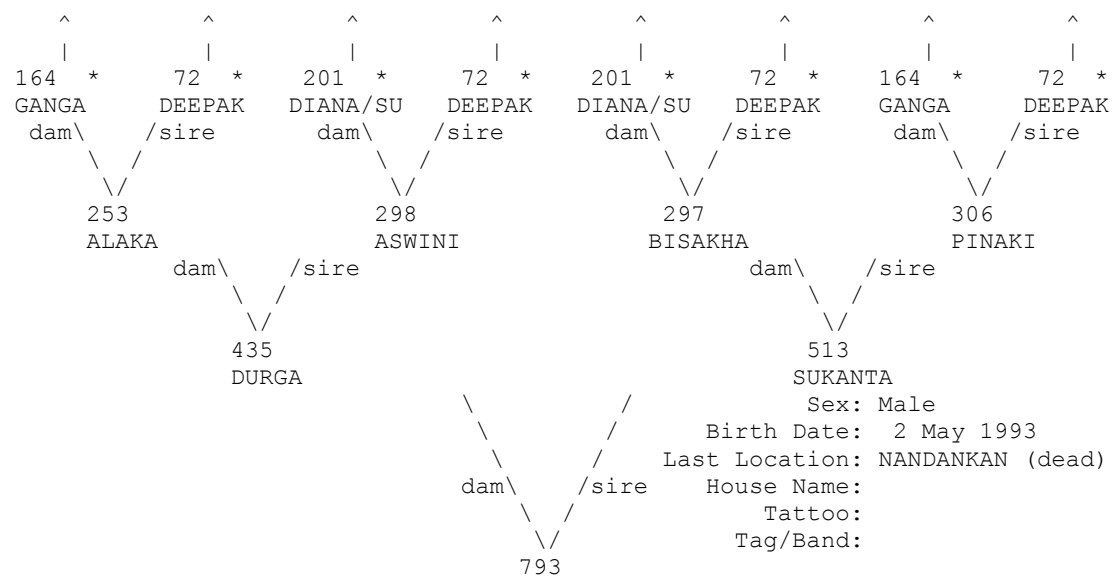 ^ ^ ^ ^ ^ ^ ^ ^
| | | | | | | |
164 * 72 * 201 * 72 * 201 * 72 * 164 * 72 *
GANGA DEEPAK DIANA/SU DEEPAK DIANA/SU DEEPAK GANGA DEEPAK
dam\ /sire dam\ /sire dam\ /sire dam\ /sire
\ / \ / \ / \ /
\/ \/ \/ \/
253 298 297 306
ALAKA ASWINI BISAKHA PINAKI
dam\ /sire dam\ /sire
\ / \ /
\/ \/
435 513
DURGA SUKANTA
\ / Sex: Male
\ / Birth Date: 2 May 1993
\ / Last Location: NANDANKAN (dead)
dam\ /sire House Name:
\ / Tattoo:
\/ Tag/Band:
793